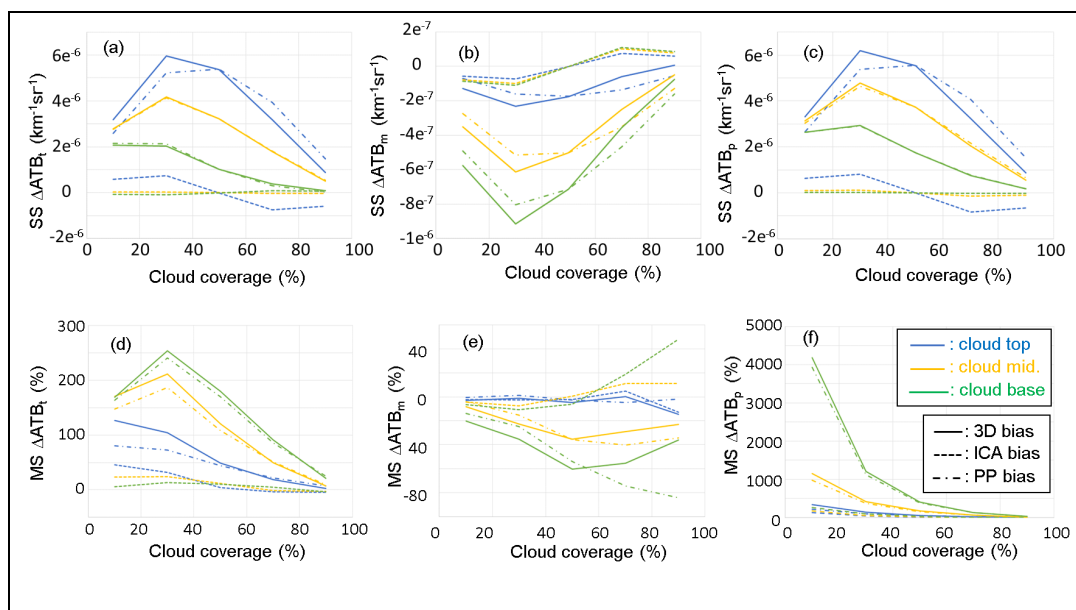 (a)
SS ΔATBt (km-1sr-1)
6e-6
4e-6
2e-6
0
-2e-6
0 20 40 60 80 100
Cloud coverage (%)
(b)
SS ΔATBm (km-1sr-1)
2e-7
0
-2e-7
-4e-7
-6e-7
-8e-7
-1e-6
0 20 40 60 80 100
Cloud coverage (%)
(c)
SS ΔATBp (km-1sr-1)
6e-6
4e-6
2e-6
0
-2e-6
0 20 40 60 80 100
Cloud coverage (%)
(d)
MS ΔATBt (%)
300
200
100
0
0 20 40 60 80 100
Cloud coverage (%)
(e)
MS ΔATBm (%)
40
0
-40
-80
0 20 40 60 80 100
Cloud coverage (%)
(f)
MS ΔATBp (%)
5000
4000
3000
2000
1000
0
0 20 40 60 80 100
Cloud coverage (%)
: cloud top
: cloud mid.
: cloud base
: 3D bias
: ICA bias
: PP bias